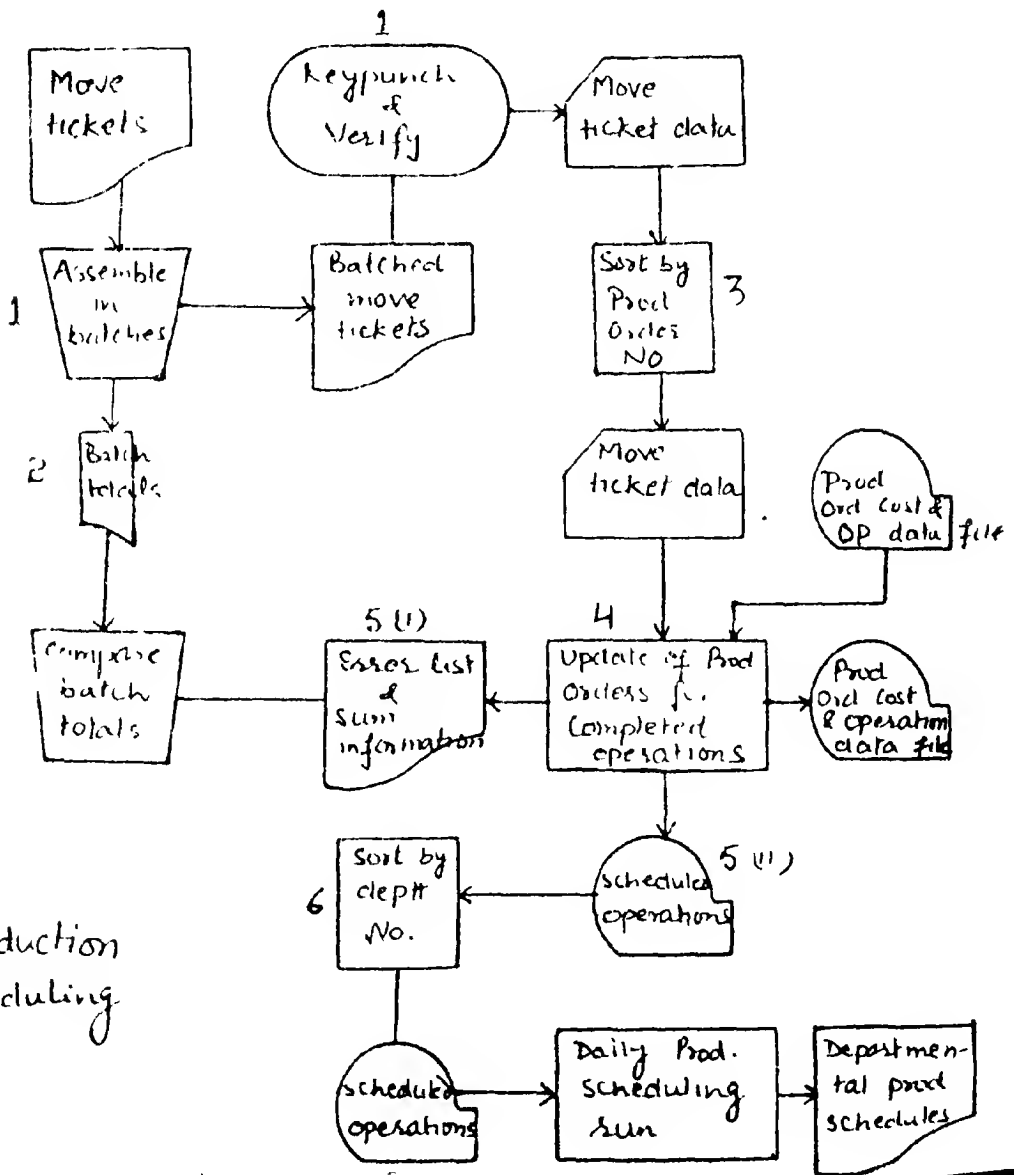 Move
tickets
1
Keypunch
&
Verify
Move
ticket data
1
Assemble
in
batches
Batched
move
tickets
Sort by
Prod
Order
NO
3
2
Batch
totals
Move
ticket data
Prod
Ord Cost &
OP data
file
Compare
batch
totals
5 (i)
Error list
&
sum
information
4
Update of Prod
Orders for
Completed
operations
Prod
Ord Cost
& operation
data file
6
Sort by
deptt
No.
5 (ii)
scheduled
operations
duction
duling
scheduled
operations
Daily Prod.
scheduling
run
Departmen-
tal prod
schedules